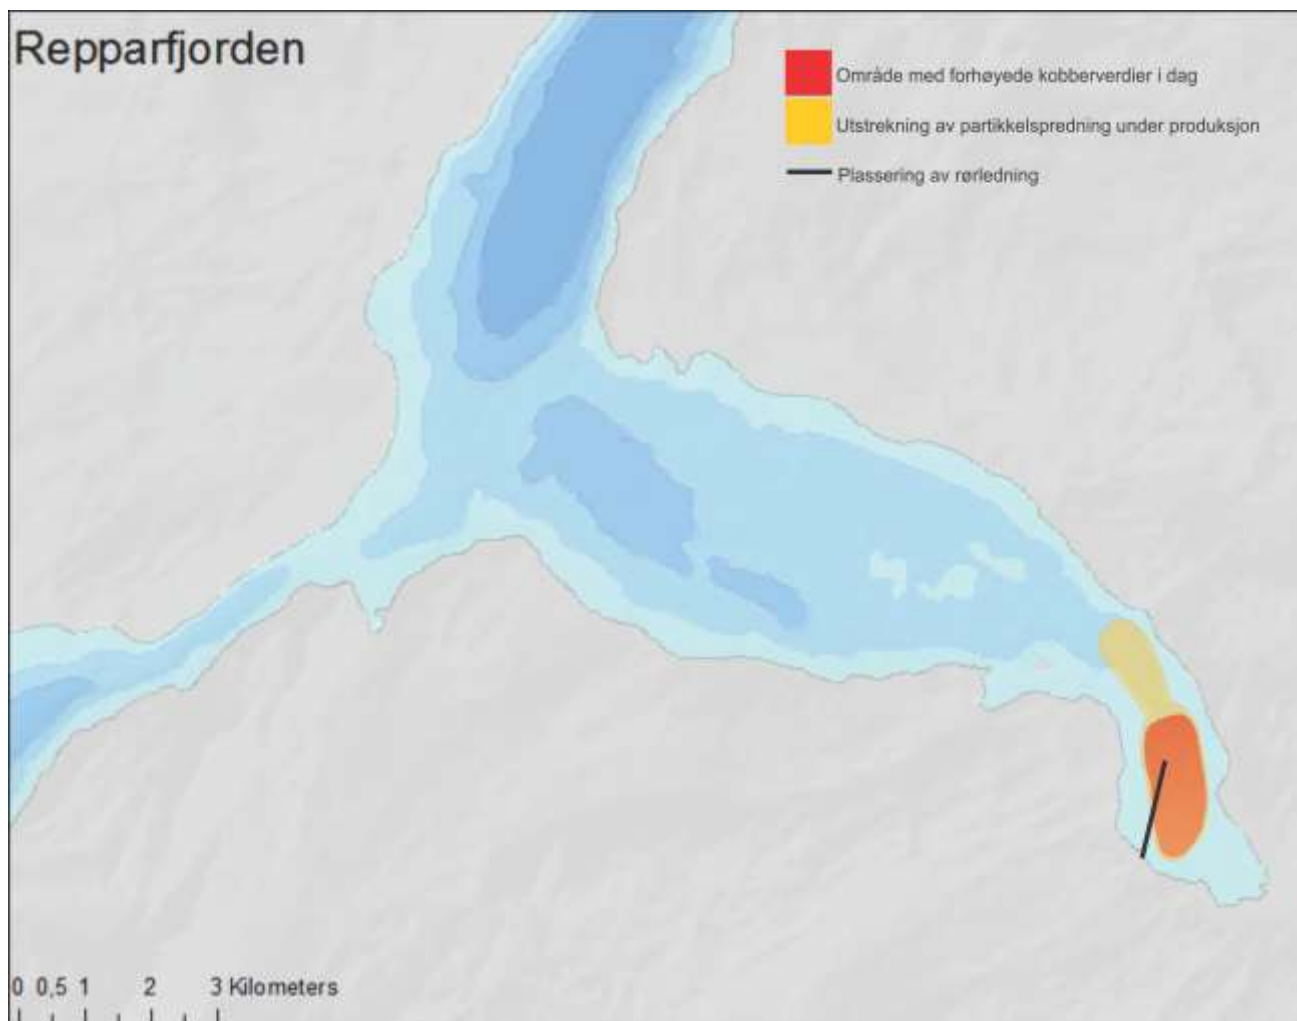 Repparfjorden
Område med forhøyede kobberverdier i dag
Utstrekning av partikkelspredning under produksjon
Plassering av rørledning
0 0,5 1 2 3 Kilometers